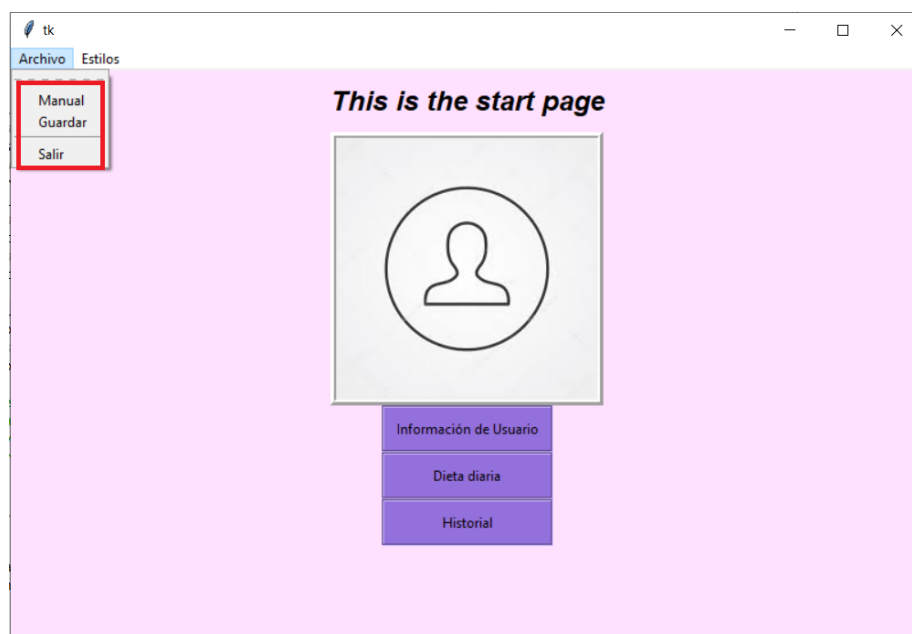 tk
Archivo Estilos
Manual
Guardar
Salir
This is the start page
Información de Usuario
Dieta diaria
Historial